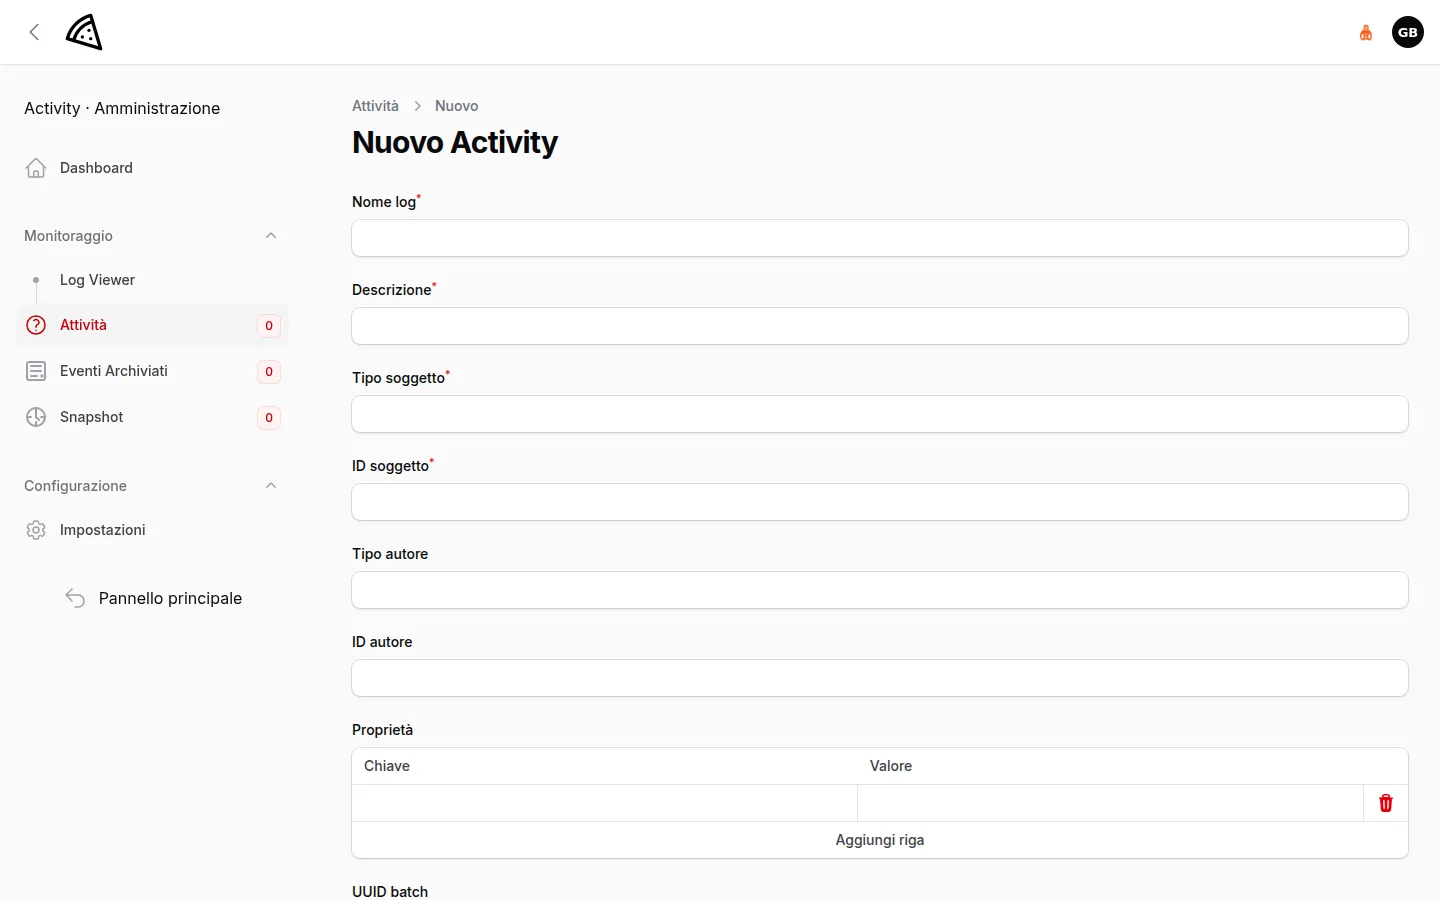 GB
Activity · Amministrazione
Dashboard
Monitoraggio
Log Viewer
Attività 0
Eventi Archiviati 0
Snapshot 0
Configurazione
Impostazioni
Pannello principale
Attività > Nuovo
Nuovo Activity
Nome log*
Descrizione*
Tipo soggetto*
ID soggetto*
Tipo autore
ID autore
Proprietà
Chiave Valore
Aggiungi riga
UUID batch